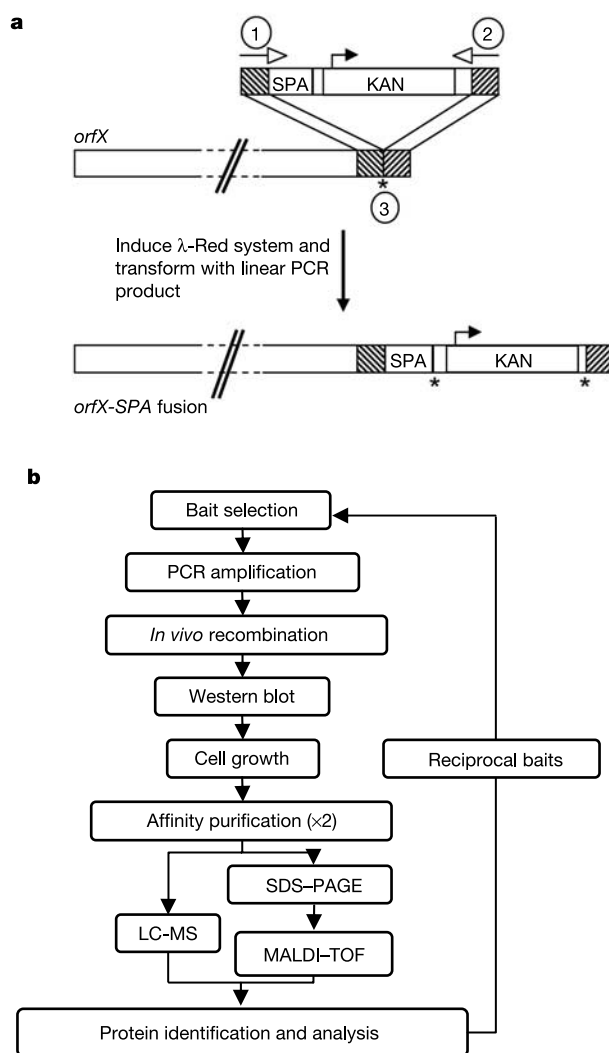 a
1
2
SPA
KAN
orfX
*
3
Induce λ-Red system and
transform with linear PCR
product
SPA
KAN
*
*
orfX-SPA fusion
b
Bait selection
PCR amplification
In vivo recombination
Western blot
Cell growth
Reciprocal baits
Affinity purification (×2)
SDS–PAGE
LC-MS
MALDI–TOF
Protein identification and analysis